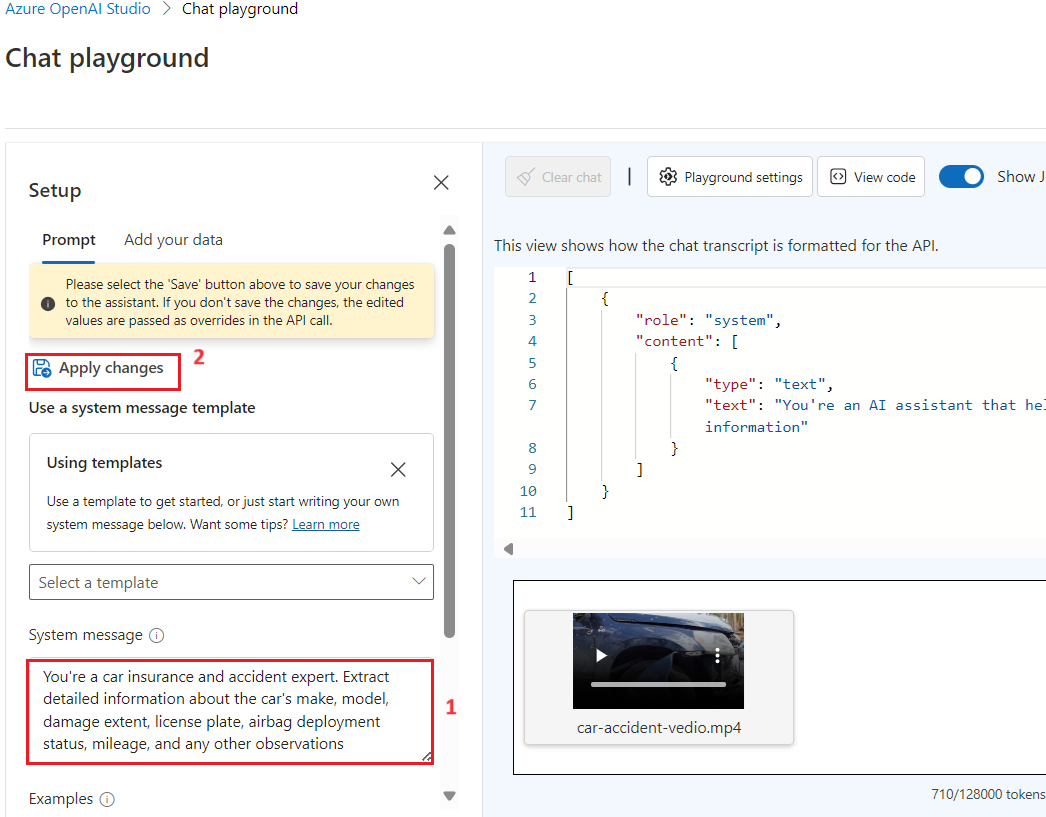 Azure OpenAI Studio > Chat playground
Chat playground
Setup
Prompt
Add your data
Please select the 'Save' button above to save your changes
to the assistant. If you don't save the changes, the edited
values are passed as overrides in the API call.
Apply changes
2
Use a system message template
Using templates
Use a template to get started, or just start writing your own
system message below. Want some tips? Learn more
Select a template
System message
You're a car insurance and accident expert. Extract
detailed information about the car's make, model,
damage extent, license plate, airbag deployment
status, mileage, and any other observations
1
Examples
Clear chat
Playground settings
View code
Show J
This view shows how the chat transcript is formatted for the API.
1 [
2 {
3 "role": "system",
4 "content": [
5 {
6 "type": "text",
7 "text": "You're an AI assistant that hel
information"
8 }
9 ]
10 }
11 ]
car-accident-vedio.mp4
710/128000 tokens